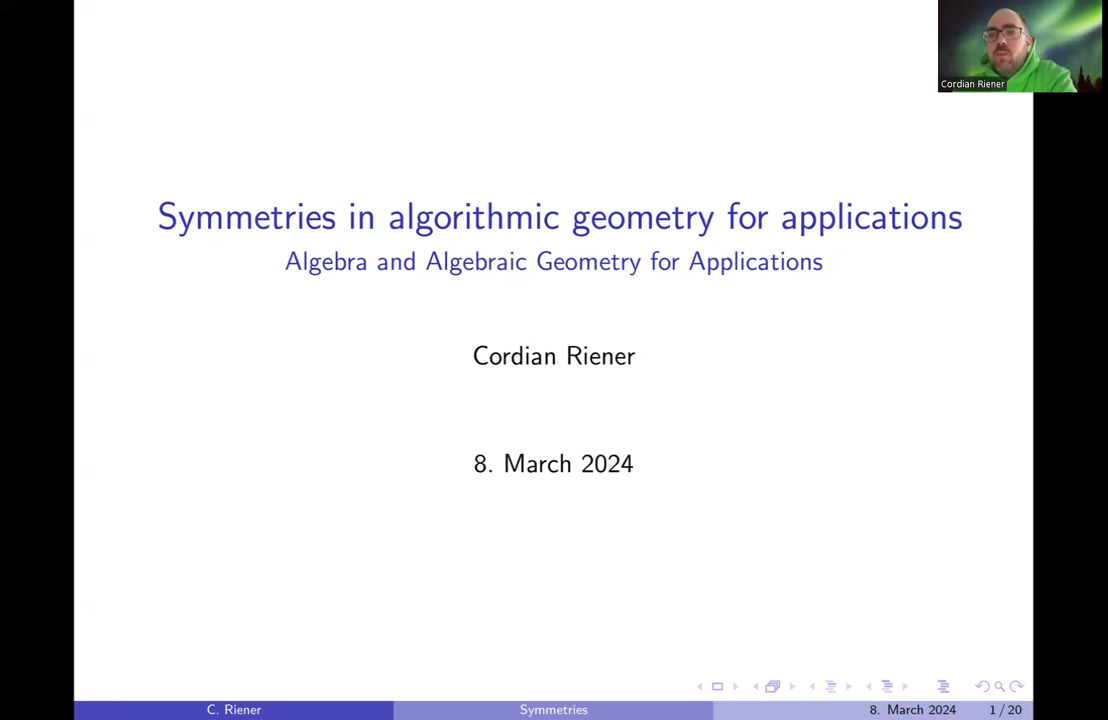 Cordian Riener
Symmetries in algorithmic geometry for applications
Algebra and Algebraic Geometry for Applications
Cordian Riener
8. March 2024
C. Riener
Symmetries
8. March 2024
1 / 20